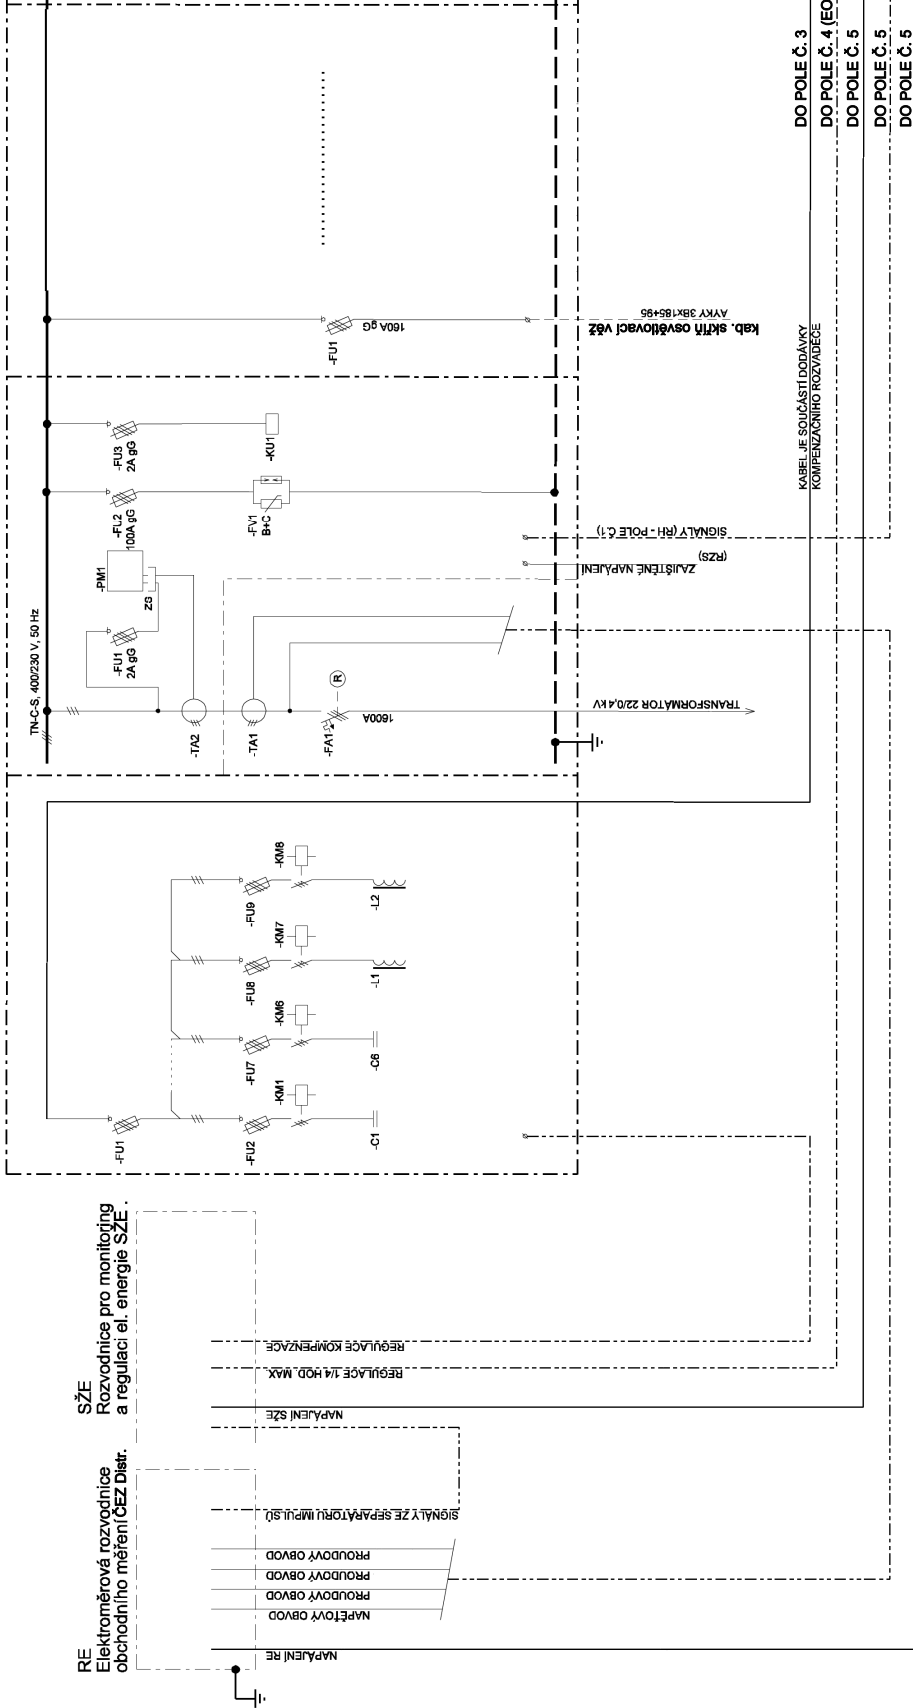 DO POLE Č. 3
DO POLE Č. 4 (EO
DO POLE Č. 5
DO POLE Č. 5
DO POLE Č. 5
AYKY 3Bx185+95
kab. skříň osvětlovací věž
-FU1
160A gG
KABEL JE SOUČÁSTÍ DODÁVKY
KOMPENZAČNÍHO ROZVADĚČE
-FU3
2A gG
-KU1
-FU2
100A gG
-FV1
B+C
SIGNÁLY (RH - POLE Č.1)
ZAJIŠTĚNÉ NAPÁJENÍ
(RZS)
-PM1
ZS
-FU1
2A gG
TN-C-S, 400/230 V, 50 Hz
-TA2
-TA1
R
-FA1
1600A
TRANSFORMÁTOR 22/0,4 kV
-FU1
-FU2
-KM1
-C1
-FU7
-KM6
-C6
-FU8
-KM7
-L1
-FU9
-KM8
-L2
SŽE
Rozvodnice pro monitoring
a regulaci el. energie SŽE .
REGULACE KOMPENZACE
REGULACE 1/4 HOD. MAX.
NAPÁJENÍ SŽE
RE
Elektroměrová rozvodnice
obchodního měření ČEZ Distr.
SIGNÁLY ZE SEPARÁTORU IMPULSŮ
PROUDOVÝ OBVOD
PROUDOVÝ OBVOD
PROUDOVÝ OBVOD
NAPĚŤOVÝ OBVOD
NAPÁJENÍ RE